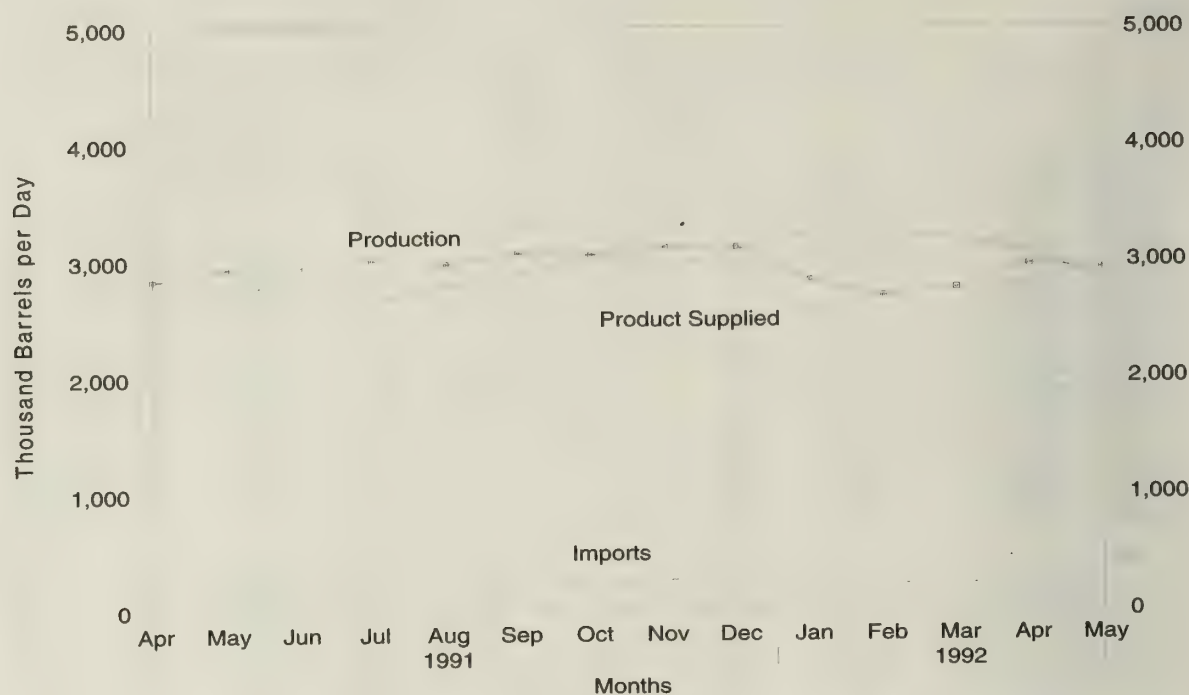 5,000
5,000
4,000
4,000
Thousand Barrels per Day
Production
3,000
3,000
Product Supplied
2,000
2,000
1,000
1,000
Imports
0
0
Apr May Jun Jul Aug Sep Oct Nov Dec Jan Feb Mar Apr May
1991 1992
Months